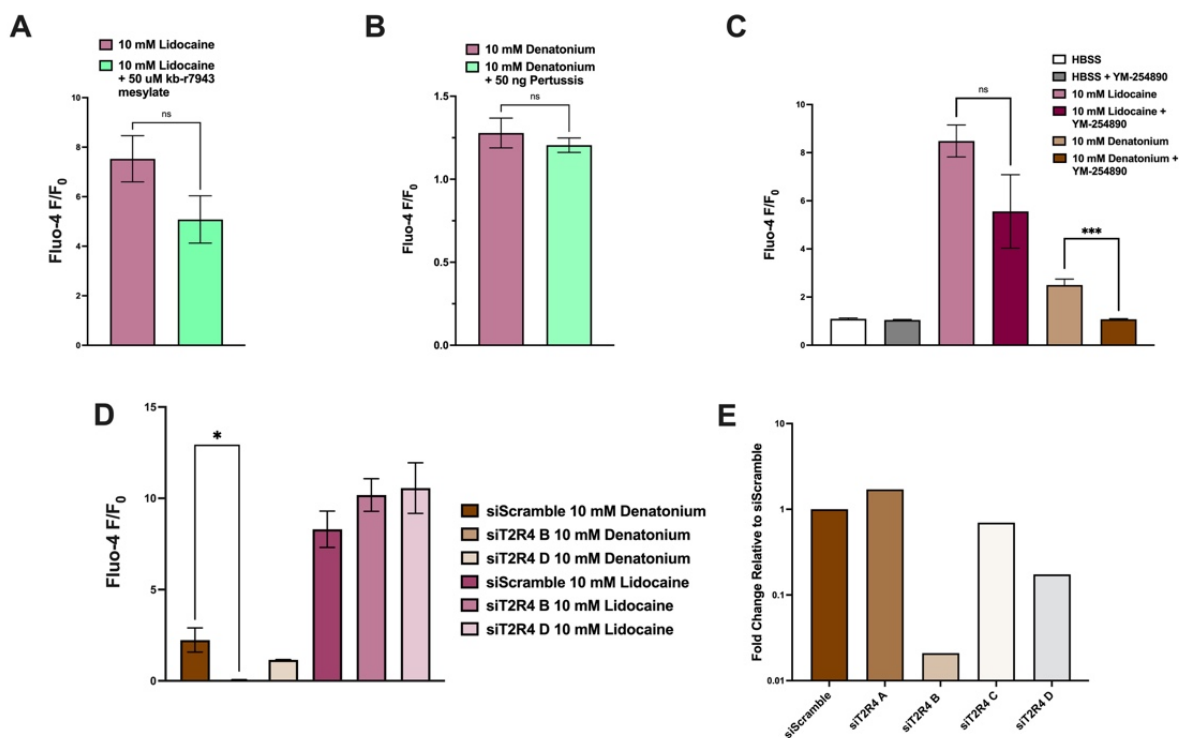 A
10 mM Lidocaine
10 mM Lidocaine
+ 50 uM kb-r7943
mesylate
ns
Fluo-4 F/F0
8
6
4
2
0
B
10 mM Denatonium
10 mM Denatonium
+ 50 ng Pertussis
ns
Fluo-4 F/F0
1.5
1.2
0.9
0.6
0.3
0.0
C
HBSS
HBSS + YM-254890
10 mM Lidocaine
10 mM Lidocaine +
YM-254890
10 mM Denatonium
10 mM Denatonium +
YM-254890
ns
***
Fluo-4 F/F0
10
8
6
4
2
0
D
*
Fluo-4 F/F0
15
10
5
0
siScramble 10 mM Denatonium
siT2R4 B 10 mM Denatonium
siT2R4 D 10 mM Denatonium
siScramble 10 mM Lidocaine
siT2R4 B 10 mM Lidocaine
siT2R4 D 10 mM Lidocaine
E
Fold Change Relative to siScramble
10
1
0.1
0.01
siScramble
siT2R4 A
siT2R4 B
siT2R4 C
siT2R4 D